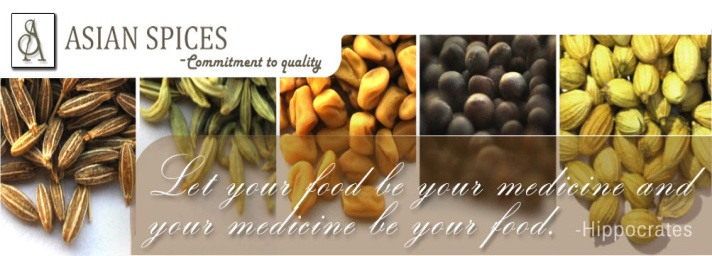 SA
ASIAN SPICES
~Commitment to quality
Let your food be your medicine and
your medicine be your food. -Hippocrates